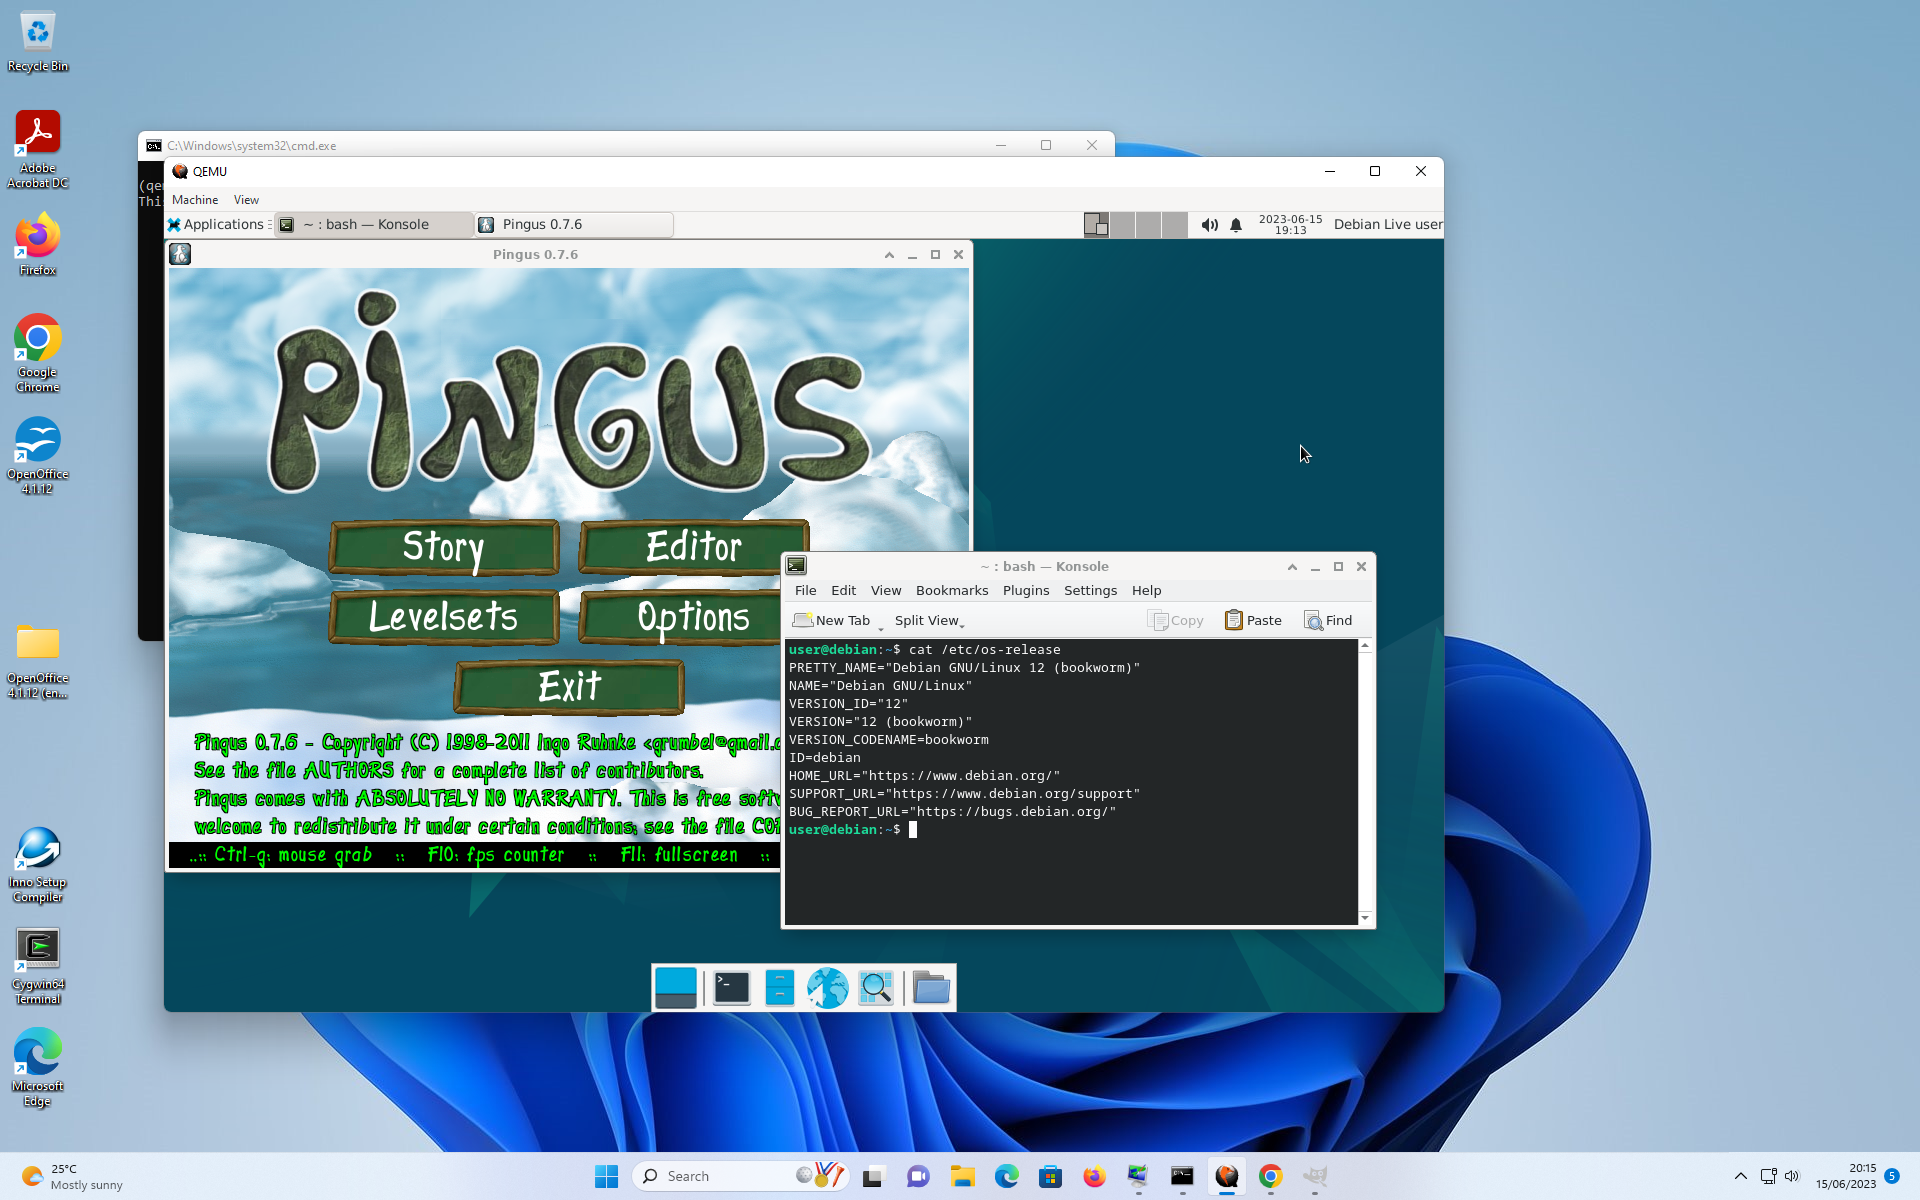 Recycle Bin
Adobe
Acrobat DC
Firefox
Google
Chrome
OpenOffice
4.1.12
OpenOffice
4.1.12 (en...
Inno Setup
Compiler
Cygwin64
Terminal
Microsoft
Edge
C:\Windows\system32\cmd.exe
QEMU
Machine View
Applications ~ : bash — Konsole Pingus 0.7.6 2023-06-15
19:13 Debian Live user
Pingus 0.7.6
PiNGUS
Story Editor
Levelsets Options
Exit
Pingus 0.7.6 - Copyright (C) 1998-2011 Ingo Ruhnke <grumbel@gmail.c
See the file AUTHORS for a complete list of contributors.
Pingus comes with ABSOLUTELY NO WARRANTY. This is free
welcome to redistribute it under certain conditions; see the file
..:: Ctrl-g: mouse grab :: F10: fps counter :: F11: fullscreen ::
~ : bash — Konsole
File Edit View Bookmarks Plugins Settings Help
New Tab Split View Copy Paste Find
user@debian:~$ cat /etc/os-release
PRETTY_NAME="Debian GNU/Linux 12 (bookworm)"
NAME="Debian GNU/Linux"
VERSION_ID="12"
VERSION="12 (bookworm)"
VERSION_CODENAME=bookworm
ID=debian
HOME_URL="https://www.debian.org/"
SUPPORT_URL="https://www.debian.org/support"
BUG_REPORT_URL="https://bugs.debian.org/"
user@debian:~$
25°C
Mostly sunny
Search
20:15
15/06/2023
5